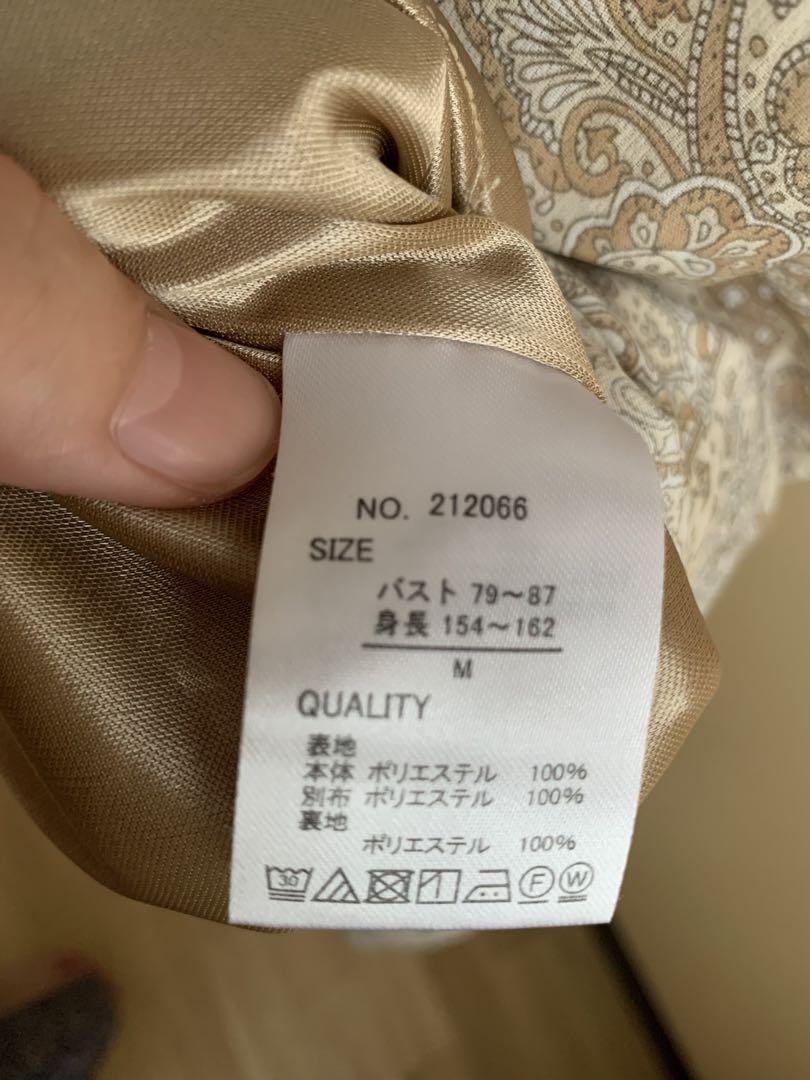 NO. 212066
SIZE
バスト 79～87
身長 154～162
M
QUALITY
表地
本体 ポリエステル 100%
別布 ポリエステル 100%
裏地
ポリエステル 100%
30 F W